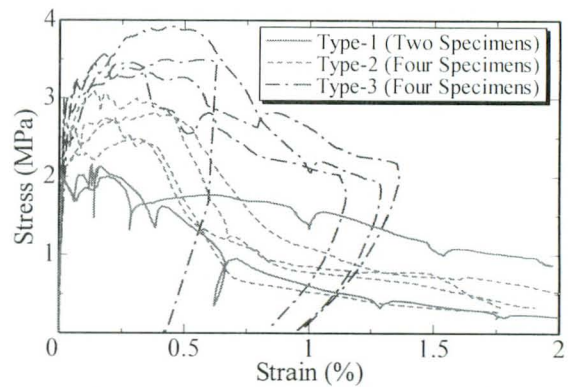 4
3
2
1
0
0.5
1
1.5
2
Stress (MPa)
Strain (%)
Type-1 (Two Specimens)
Type-2 (Four Specimens)
Type-3 (Four Specimens)